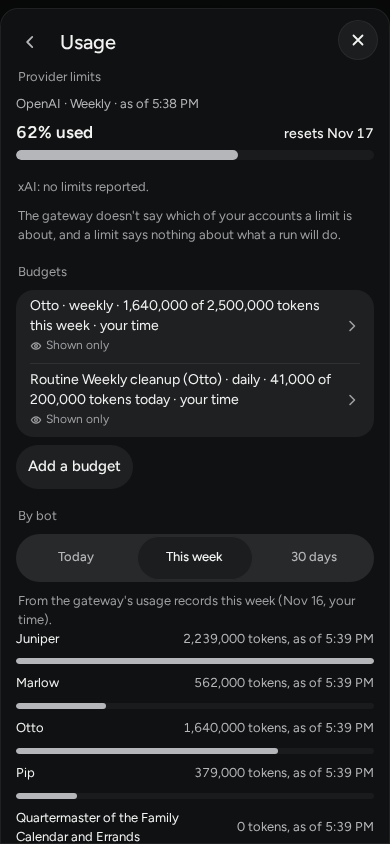 Usage
Provider limits
OpenAI · Weekly · as of 5:38 PM
62% used
resets Nov 17
xAI: no limits reported.
The gateway doesn't say which of your accounts a limit is
about, and a limit says nothing about what a run will do.
Budgets
Otto · weekly · 1,640,000 of 2,500,000 tokens
this week · your time
Shown only
Routine Weekly cleanup (Otto) · daily · 41,000 of
200,000 tokens today · your time
Shown only
Add a budget
By bot
Today
This week
30 days
From the gateway's usage records this week (Nov 16, your
time).
Juniper
2,239,000 tokens, as of 5:39 PM
Marlow
562,000 tokens, as of 5:39 PM
Otto
1,640,000 tokens, as of 5:39 PM
Pip
379,000 tokens, as of 5:39 PM
Quartermaster of the Family
Calendar and Errands
0 tokens, as of 5:39 PM